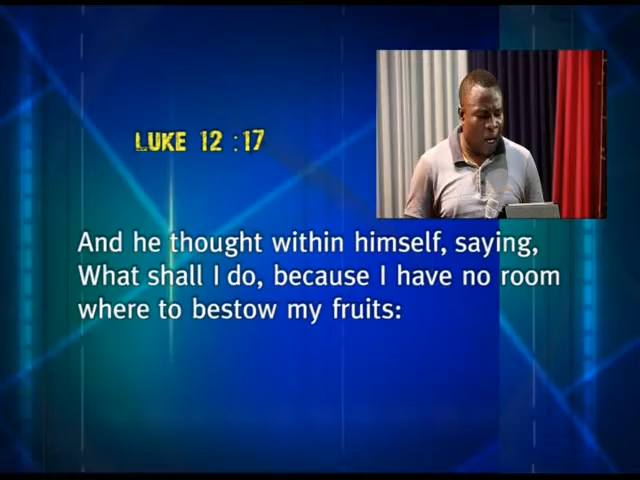 LUKE 12 :17
And he thought within himself, saying,
What shall I do, because I have no room
where to bestow my fruits: